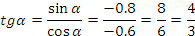 tgα = sin α / cos α = −0.8 / −0.6 = 8 / 6 = 4 / 3